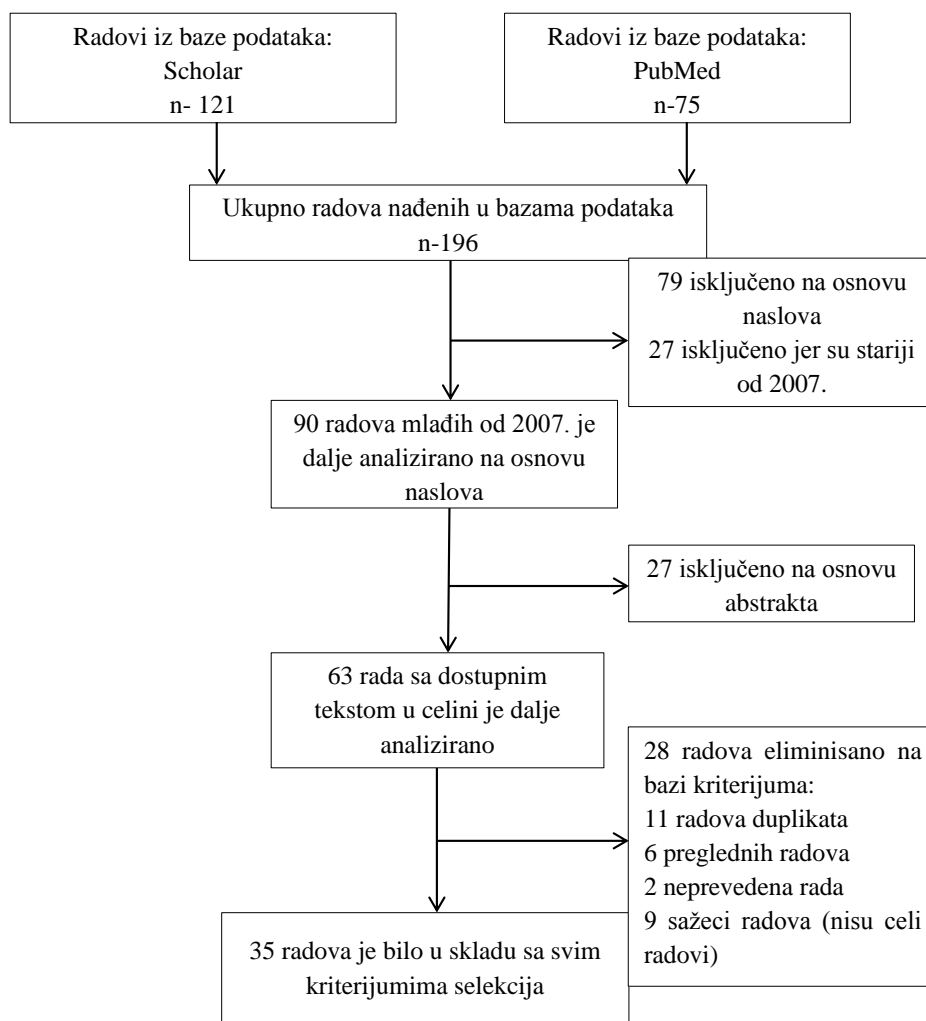 Radovi iz baze podataka:
Scholar
n- 121
Radovi iz baze podataka:
PubMed
n-75
Ukupno radova nađenih u bazama podataka
n-196
79 isključeno na osnovu
naslova
27 isključeno jer su stariji
od 2007.
90 radova mlađih od 2007. je
dalje analizirano na osnovu
naslova
27 isključeno na osnovu
abstrakta
63 rada sa dostupnim
tekstom u celini je dalje
analizirano
28 radova eliminisano na
bazi kriterijuma:
11 radova duplikata
6 preglednih radova
2 neprevedena rada
9 sažeci radova (nisu celi
radovi)
35 radova je bilo u skladu sa svim
kriterijumima selekcija